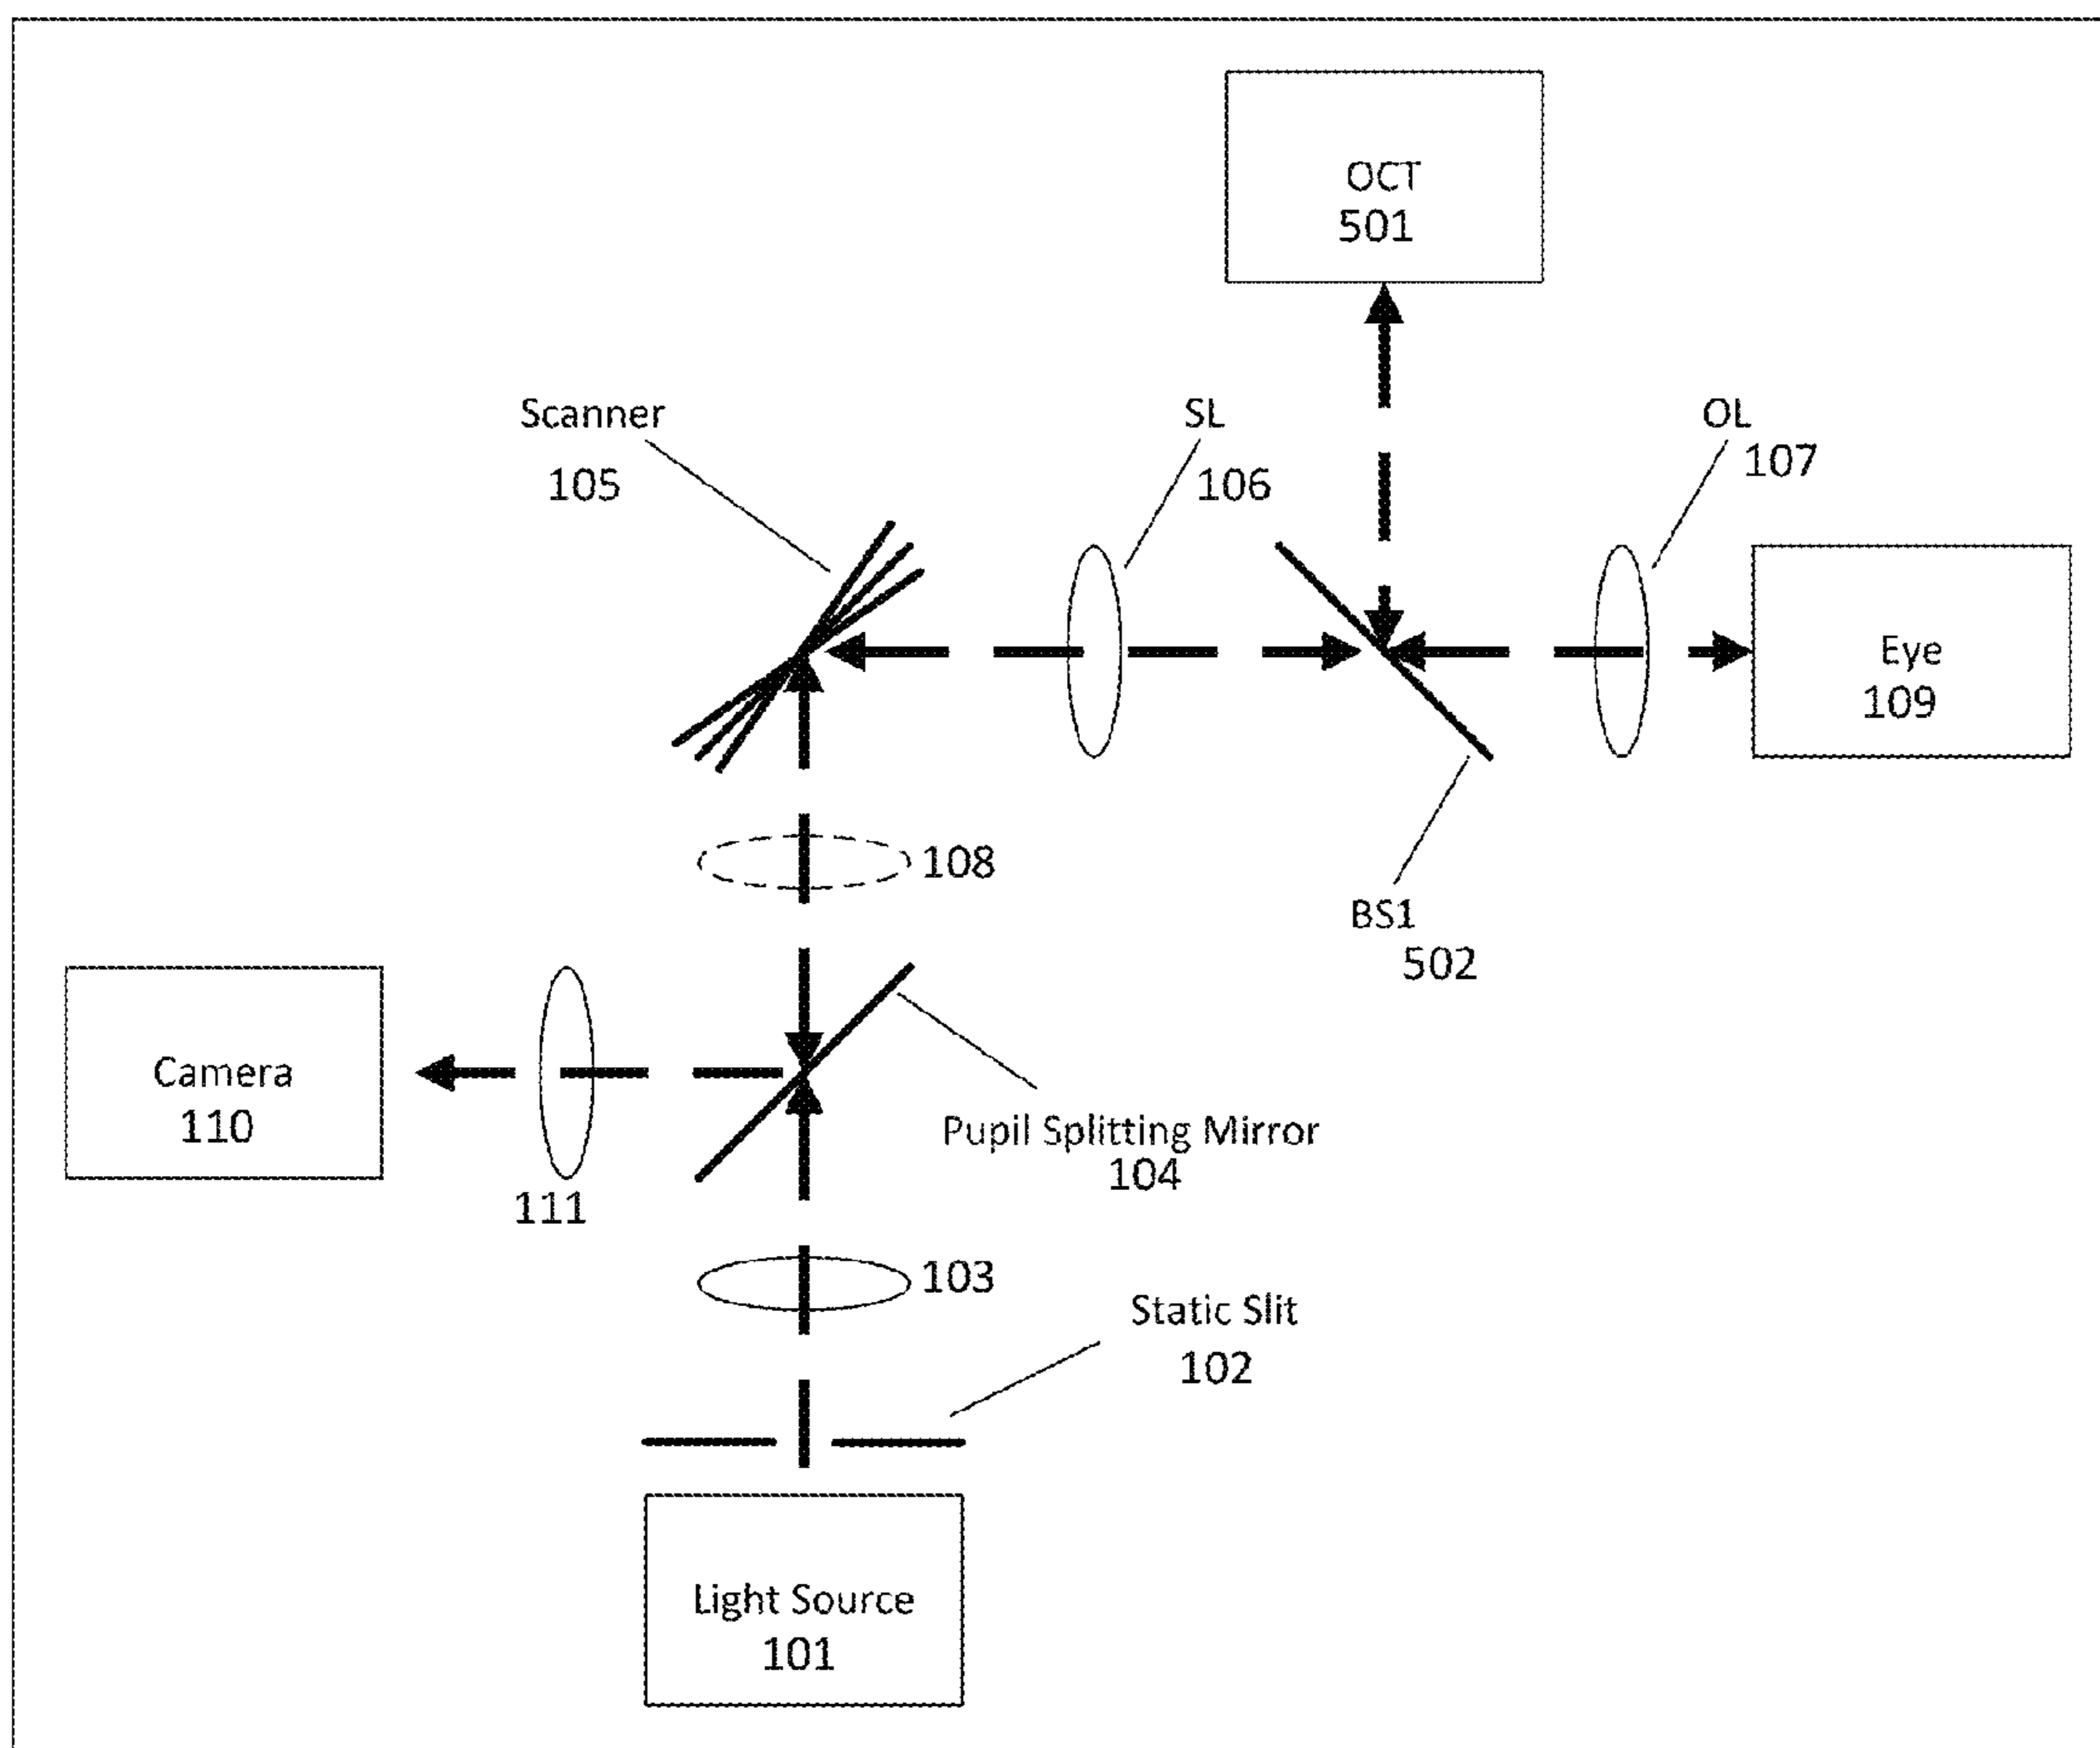 OCT
501
Scanner
105
SL
106
OL
107
Eye
109
108
BS1
502
Camera
110
111
Pupil Splitting Mirror
104
103
Static Slit
102
Light Source
101